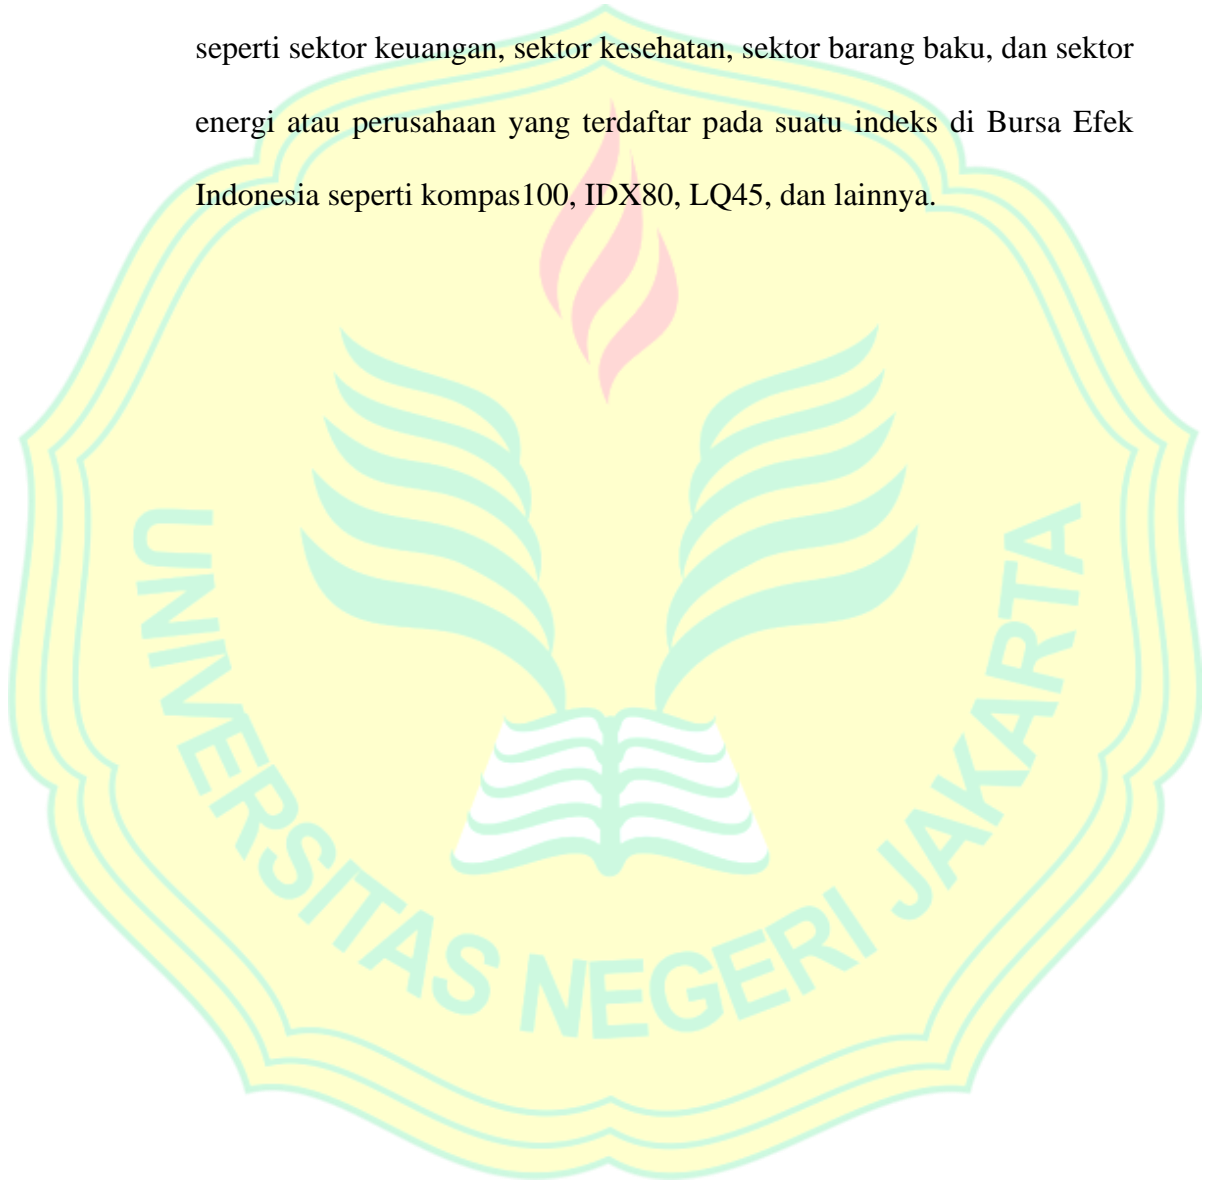 seperti sektor keuangan, sektor kesehatan, sektor barang baku, dan sektor
energi atau perusahaan yang terdaftar pada suatu indeks di Bursa Efek
Indonesia seperti kompas100, IDX80, LQ45, dan lainnya.
UNIVERSITAS NEGERI JAKARTA